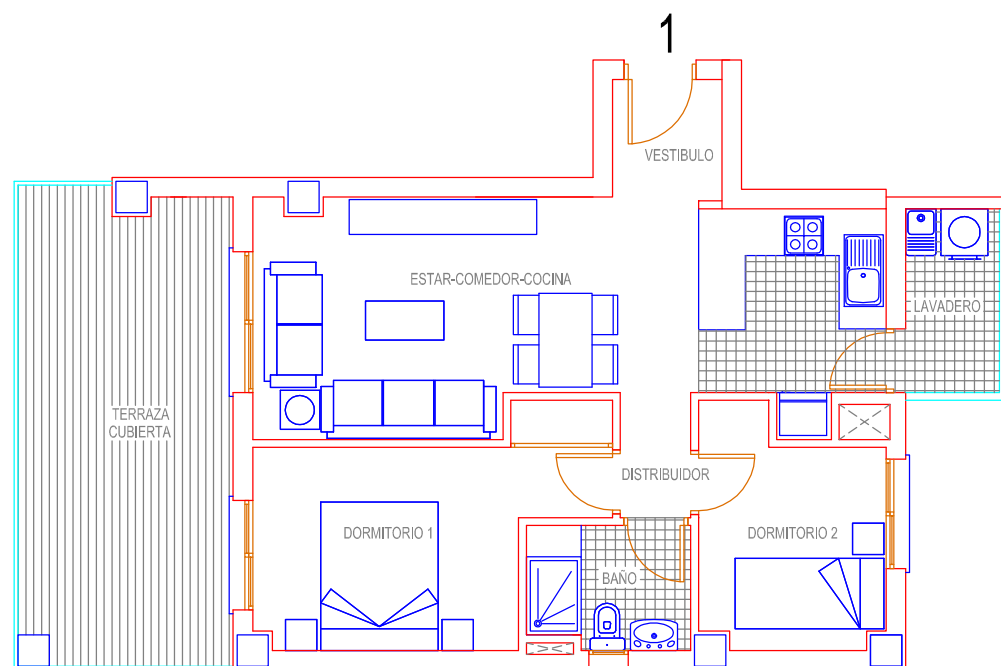 1
VESTIBULO
ESTAR-COMEDOR-COCINA
LAVADERO
TERRAZA
CUBIERTA
DISTRIBUIDOR
DORMITORIO 1
DORMITORIO 2
BAÑO